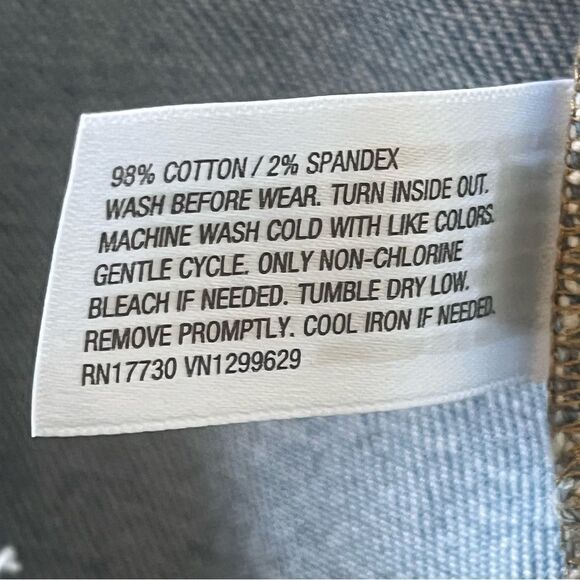 98% COTTON / 2% SPANDEX
WASH BEFORE WEAR. TURN INSIDE OUT.
MACHINE WASH COLD WITH LIKE COLORS.
GENTLE CYCLE. ONLY NON-CHLORINE
BLEACH IF NEEDED. TUMBLE DRY LOW.
REMOVE PROMPTLY. COOL IRON IF NEEDED.
RN17730 VN1299629